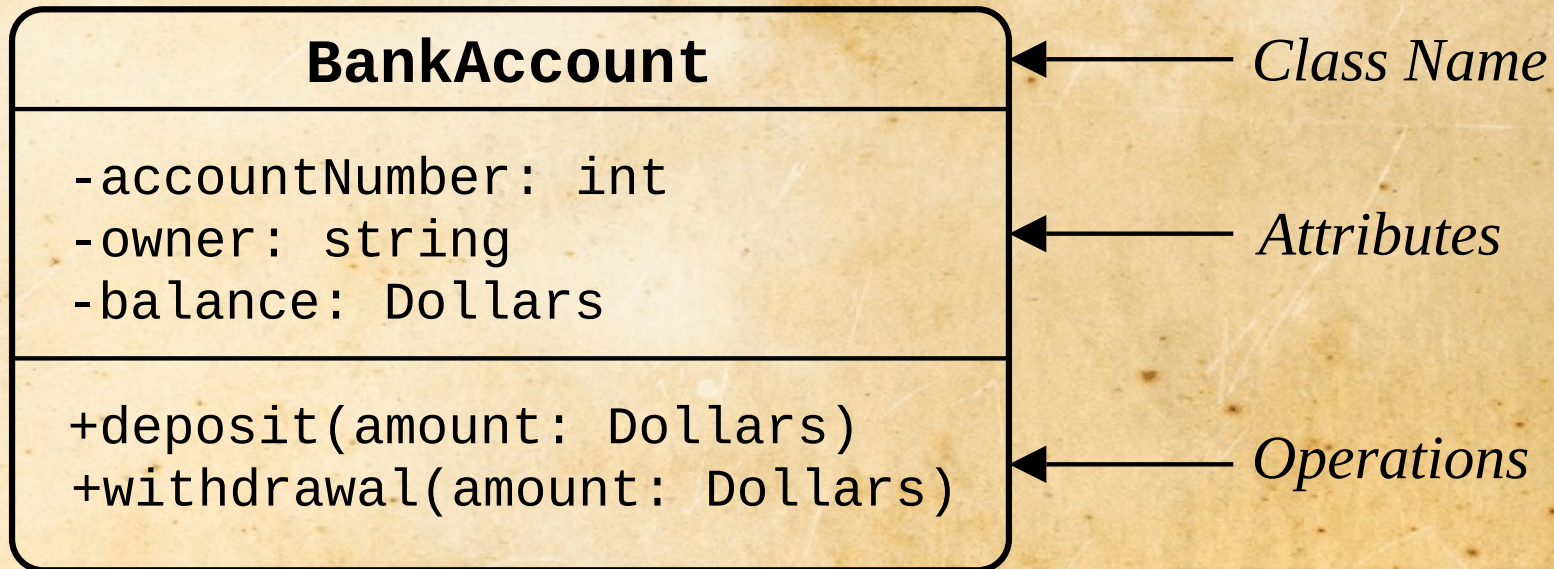 BankAccount
Class Name
-accountNumber: int
-owner: string
-balance: Dollars
Attributes
+deposit(amount: Dollars)
+withdrawal(amount: Dollars)
Operations